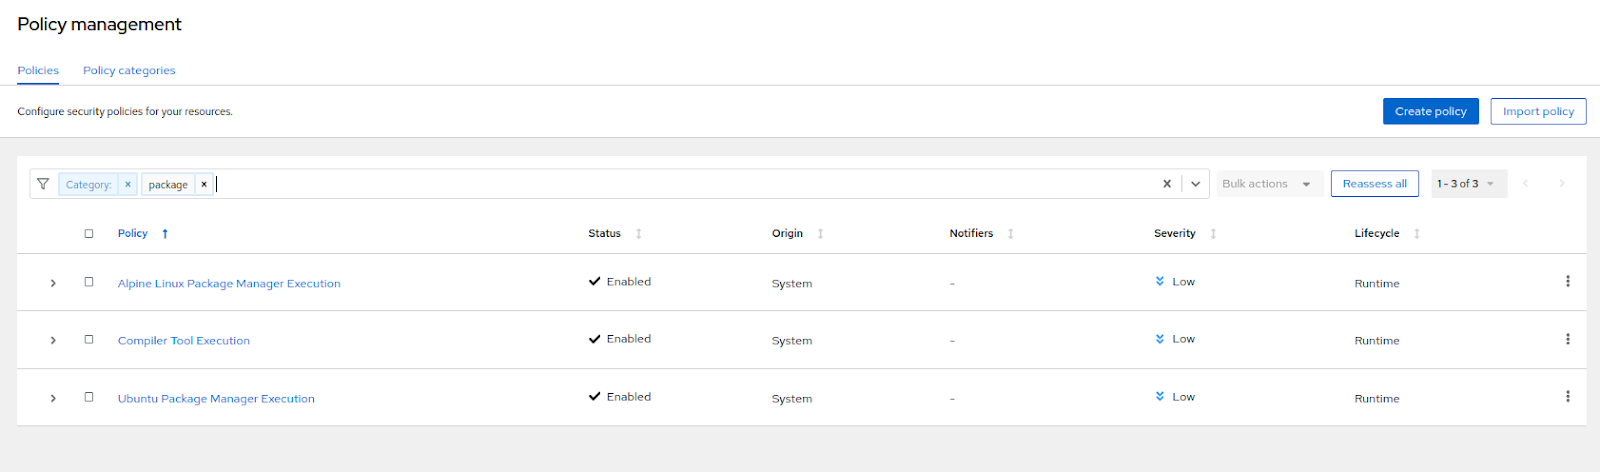 Policy management
Policies Policy categories
Configure security policies for your resources. Create policy Import policy
Category: × package × × Bulk actions Reassess all 1 - 3 of 3
Policy Status Origin Notifiers Severity Lifecycle
Alpine Linux Package Manager Execution Enabled System - Low Runtime
Compiler Tool Execution Enabled System - Low Runtime
Ubuntu Package Manager Execution Enabled System - Low Runtime